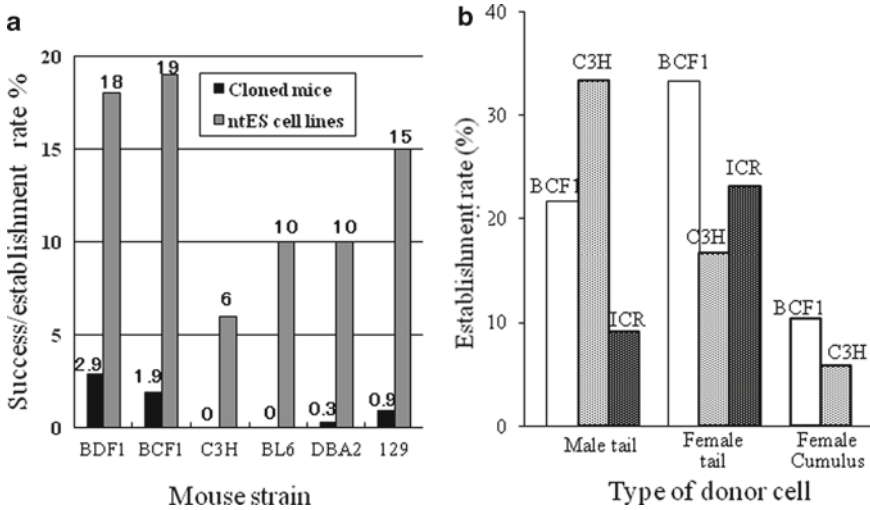 a
Success/establishment rate %
20
15
10
5
0
Cloned mice
ntES cell lines
2.9
18
1.9
19
0
6
0
10
0.3
10
0.9
15
BDF1 BCF1 C3H BL6 DBA2 129
Mouse strain
b
Establishment rate (%)
40
30
20
10
0
BCF1
C3H
ICR
BCF1
C3H
ICR
BCF1
C3H
Male tail
Female
tail
Female
Cumulus
Type of donor cell